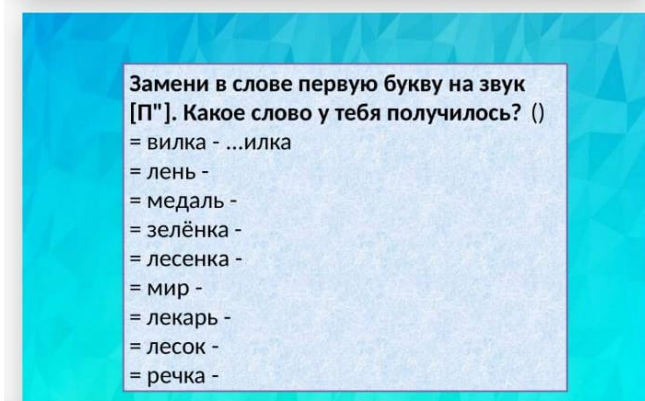 Замени в слове первую букву на звук
[П"]. Какое слово у тебя получилось? ()
= вилка - ...илка
= лень -
= медаль -
= зелёнка -
= лесенка -
= мир -
= лекарь -
= лесок -
= речка -